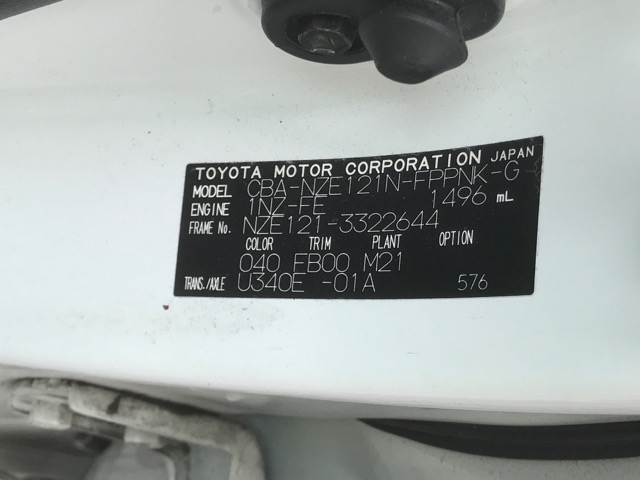 TOYOTA MOTOR CORPORATION JAPAN
MODEL CBA-NZE121N-FPPNK-G
ENGINE 1NZ-FE 1496 mL
FRAME No. NZE121-3322644
COLOR TRIM PLANT OPTION
040 FB00 M21
TRANS./AXLE U340E -01A 576